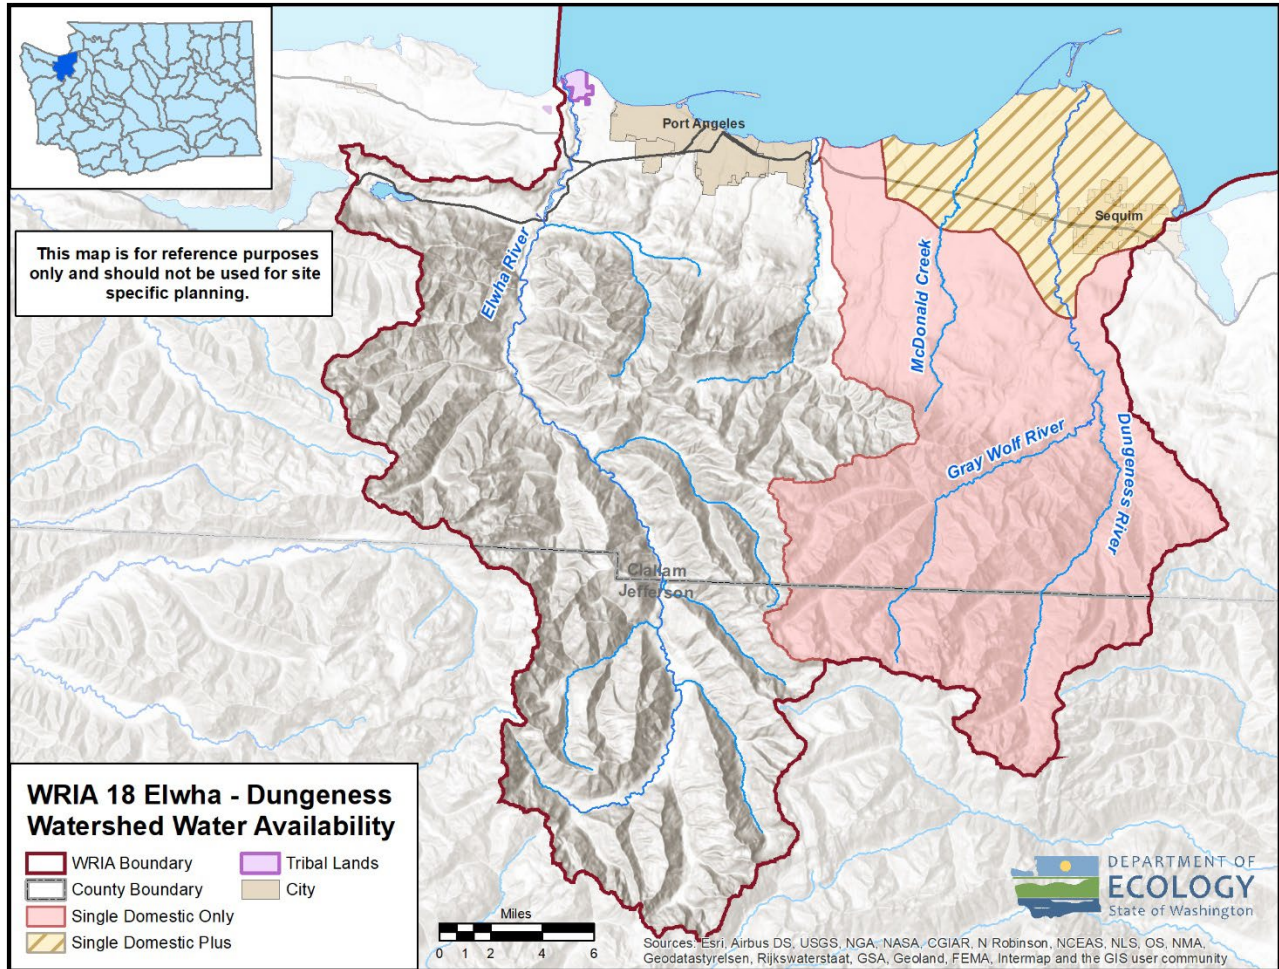 Port Angeles
This map is for reference purposes
only and should not be used for site
specific planning.
Sequim
Elwha River
McDonald Creek
Gray Wolf River
Dungeness River
Clallam
Jefferson
WRIA 18 Elwha - Dungeness
Watershed Water Availability
WRIA Boundary
Tribal Lands
County Boundary
City
Single Domestic Only
Single Domestic Plus
Miles
0 1 2 4 6
DEPARTMENT OF
ECOLOGY
State of Washington
Sources: Esri, Airbus DS, USGS, NGA, NASA, CGIAR, N Robinson, NCEAS, NLS, OS, NMA,
Geodatastyrelsen, Rijkswaterstaat, GSA, Geoland, FEMA, Intermap and the GIS user community